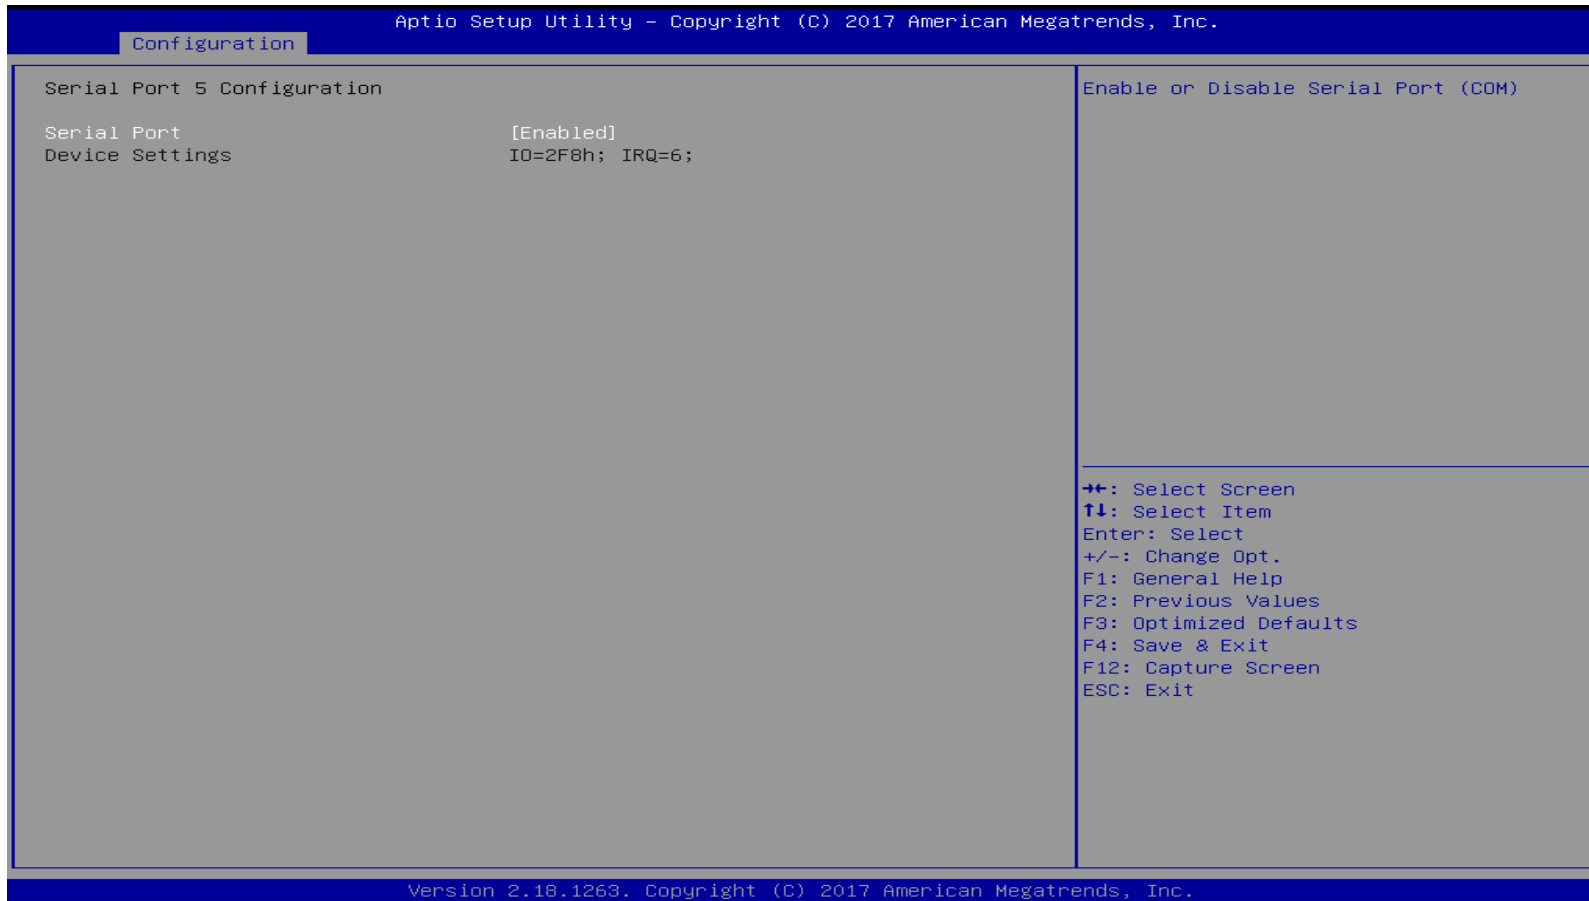 Aptio Setup Utility – Copyright (C) 2017 American Megatrends, Inc.
Configuration
Serial Port 5 Configuration
Serial Port [Enabled]
Device Settings IO=2F8h; IRQ=6;
Enable or Disable Serial Port (COM)
→←: Select Screen
↑↓: Select Item
Enter: Select
+/-: Change Opt.
F1: General Help
F2: Previous Values
F3: Optimized Defaults
F4: Save & Exit
F12: Capture Screen
ESC: Exit
Version 2.18.1263. Copyright (C) 2017 American Megatrends, Inc.